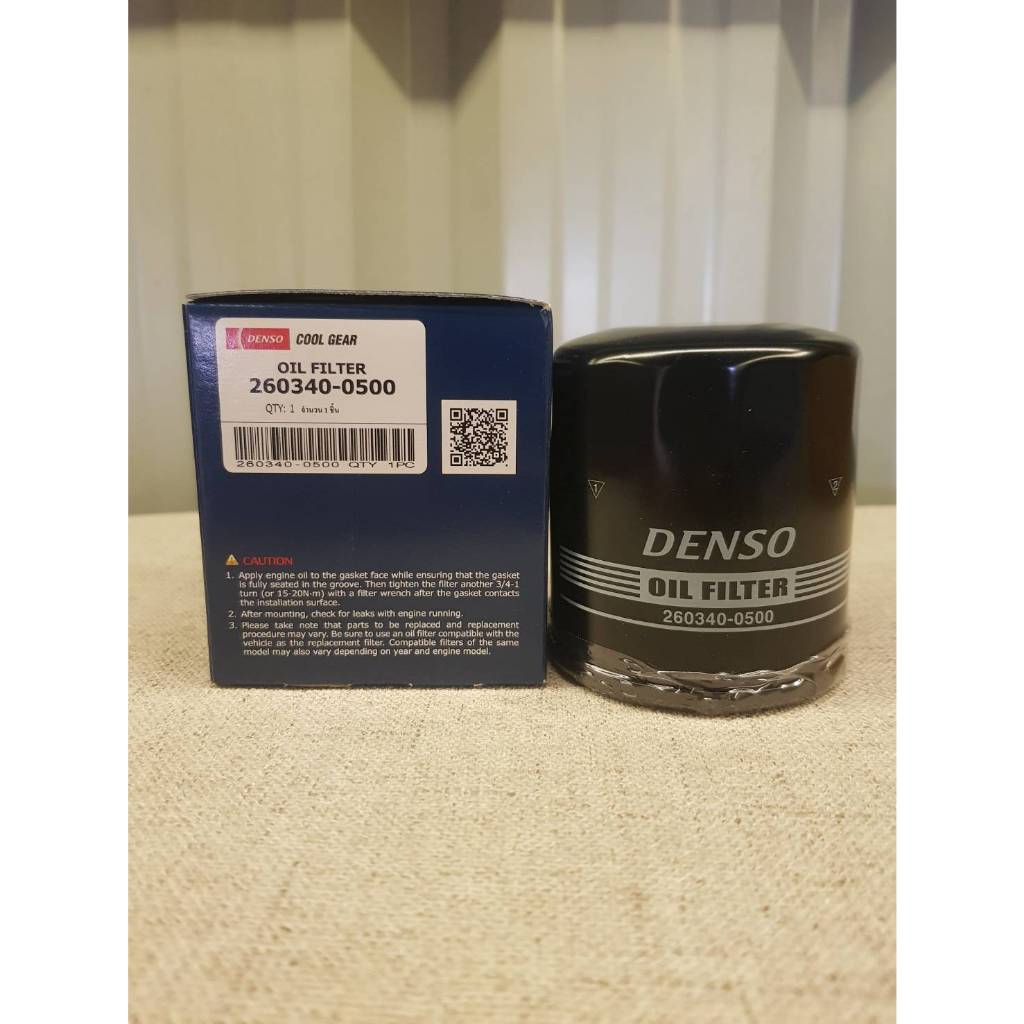 DENSO COOL GEAR
OIL FILTER
260340-0500
QTY: 1 จำนวน 1 ชิ้น
260340-0500 QTY 1PC
CAUTION
1. Apply engine oil to the gasket face while ensuring that the gasket
is fully seated in the groove. Then tighten the filter another 3/4-1
turn (or 15-20N·m) with a filter wrench after the gasket contacts
the installation surface.
2. After mounting, check for leaks with engine running.
3. Please take note that parts to be replaced and replacement
procedure may vary. Be sure to use an oil filter compatible with the
vehicle as the replacement filter. Compatible filters of the same
model may also vary depending on year and engine model.
1
2
DENSO
OIL FILTER
260340-0500